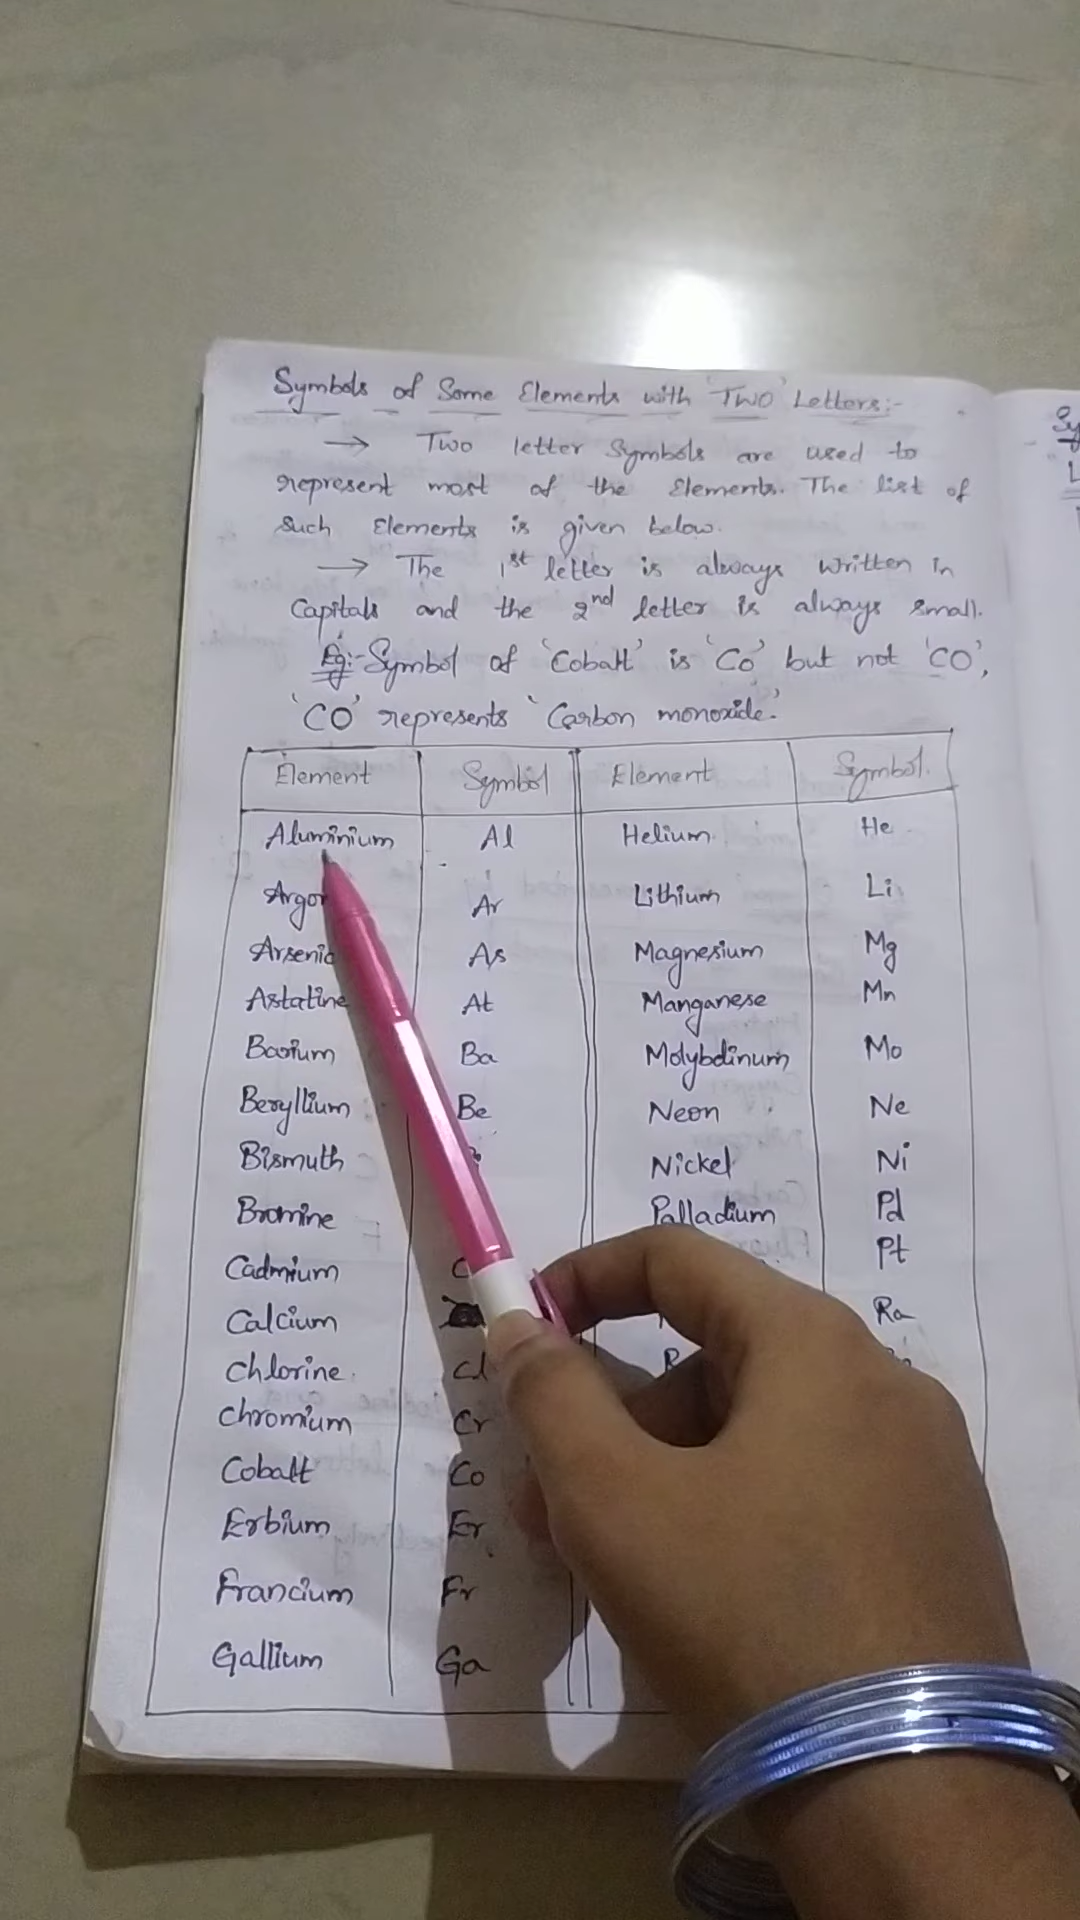 Symbols of Some Elements with 'TWO' Letters:-
→ Two letter Symbols are used to
represent most of the Elements. The list of
such Elements is given below.
→ The 1st letter is always written in
Capitals and the 2nd letter is always small.
Eg:- Symbol of 'Cobalt' is 'Co' but not 'CO',
'CO' represents 'Carbon monoxide.'
Element Symbol Element Symbol.
Aluminium Al Helium He
Argon Ar Lithium Li
Arsenic As Magnesium Mg
Astatine At Manganese Mn
Barium Ba Molybdinum Mo
Beryllium Be Neon Ne
Bismuth Nickel Ni
Bromine Palladium Pd
Cadmium Pt
Calcium Ra
Chlorine Cl
Chromium Cr
Cobalt Co
Erbium Er
Francium Fr
Gallium Ga